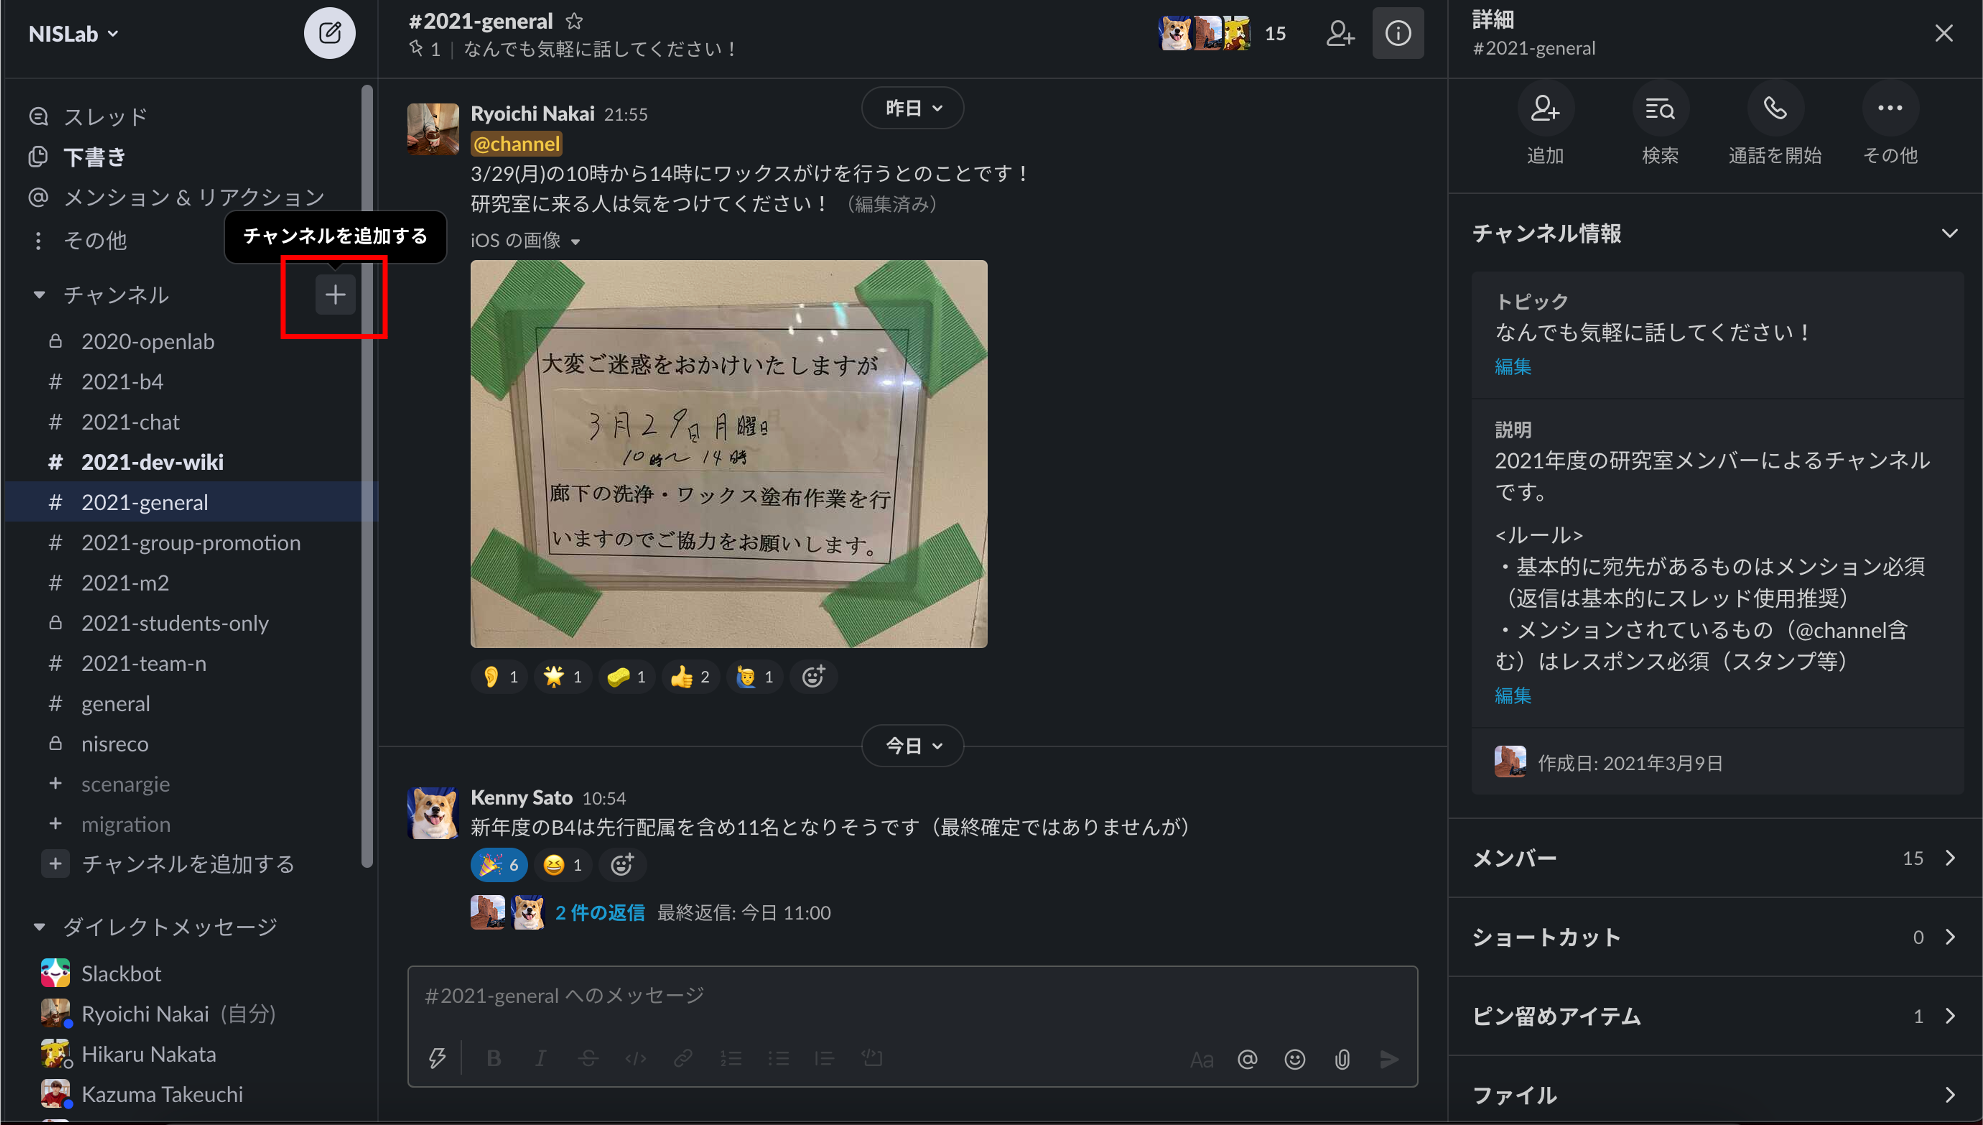 NISLab
スレッド
下書き
メンション & リアクション
その他
チャンネルを追加する
チャンネル
2020-openlab
# 2021-b4
# 2021-chat
# 2021-dev-wiki
# 2021-general
# 2021-group-promotion
# 2021-m2
2021-students-only
# 2021-team-n
# general
nisreco
+ scenargie
+ migration
+ チャンネルを追加する
ダイレクトメッセージ
Slackbot
Ryoichi Nakai (自分)
Hikaru Nakata
Kazuma Takeuchi
#2021-general
1 | なんでも気軽に話してください！
15
昨日
Ryoichi Nakai 21:55
@channel
3/29(月)の10時から14時にワックスがけを行うとのことです！
研究室に来る人は気をつけてください！（編集済み）
iOS の画像
大変ご迷惑をおかけいたしますが
3月29日月曜日
10時〜14時
廊下の洗浄・ワックス塗布作業を行
いますのでご協力をお願いします。
1 1 1 2 1
今日
Kenny Sato 10:54
新年度のB4は先行配属を含め11名となりそうです（最終確定ではありませんが）
6 1
2 件の返信 最終返信: 今日 11:00
#2021-general へのメッセージ
B I S </> Aa @
詳細
#2021-general
追加 検索 通話を開始 その他
チャンネル情報
トピック
なんでも気軽に話してください！
編集
説明
2021年度の研究室メンバーによるチャンネル
です。
<ルール>
・基本的に宛先があるものはメンション必須
（返信は基本的にスレッド使用推奨）
・メンションされているもの（@channel含
む）はレスポンス必須（スタンプ等）
編集
作成日: 2021年3月9日
メンバー 15
ショートカット 0
ピン留めアイテム 1
ファイル